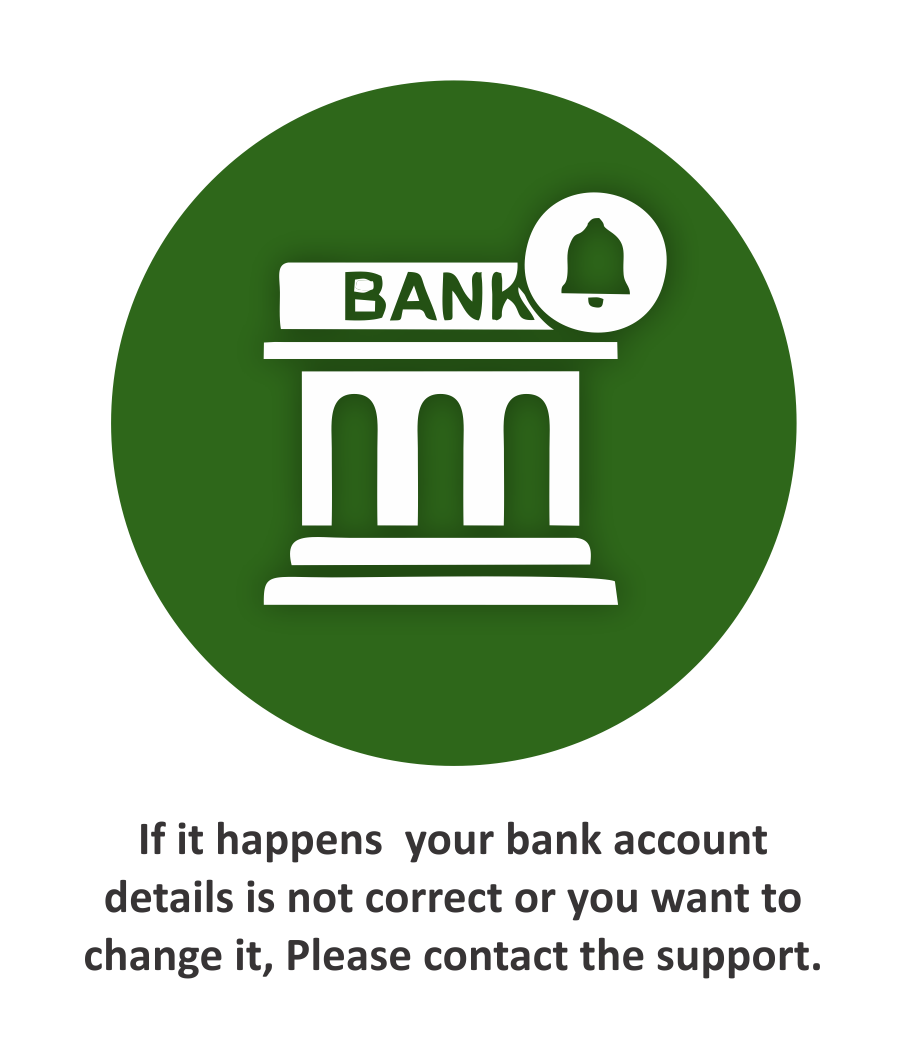 BANK
If it happens  your bank account
details is not correct or you want to
change it, Please contact the support.